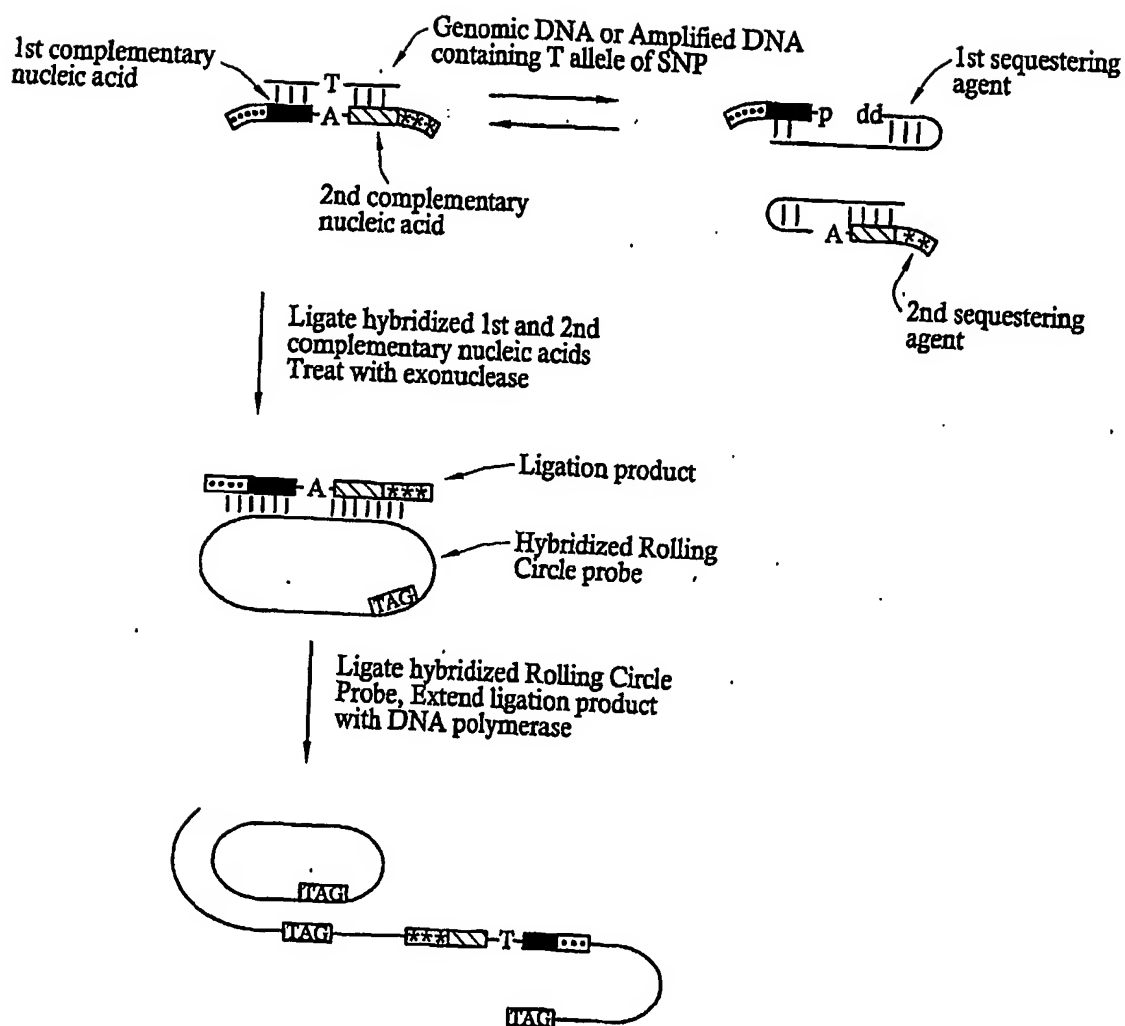 1st complementary
nucleic acid
Genomic DNA or Amplified DNA
containing T allele of SNP
1st sequestering
agent
T
A
p dd
2nd complementary
nucleic acid
A
2nd sequestering
agent
Ligate hybridized 1st and 2nd
complementary nucleic acids
Treat with exonuclease
A
***
Ligation product
Hybridized Rolling
Circle probe
TAG
Ligate hybridized Rolling Circle
Probe, Extend ligation product
with DNA polymerase
TAG
TAG
***
T
TAG